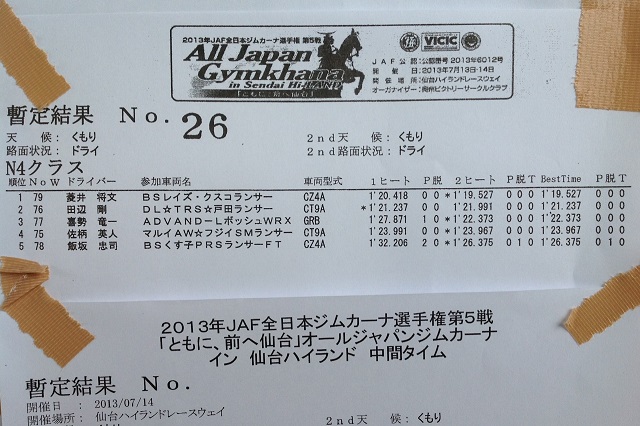 2013年JAF全日本ジムカーナ選手権 第5戦
All Japan
Gymkhana
in Sendai Hi-LAND
「ともに、前へ仙台」
VICIC
JAF公認:公認番号2013年6012号
開催日:2013年7月13日・14日
開催場所:仙台ハイランドレースウェイ
オーガナイザー:奥州ビクトリーサークルクラブ
暫定結果 No. 26
天候: くもり 2nd天候: くもり
路面状況: ドライ 2nd路面状況: ドライ
N4クラス
順位 NoW ドライバー 参加車両名 車両型式 1ヒート P脱 2ヒート P脱T BestTime P脱T
1 79 菱井 将文 BSレイズ・クスコランサー CZ4A 1'20.418 0 *1'19.527 0 0 0 1'19.527 0 0 0
2 76 田辺 剛 DL☆TRS☆戸田ランサー CT9A *1'21.237 0 1'21.991 0 0 0 1'21.237 0 0 0
3 77 喜勢 竜一 ADVAND-LボッシュWRX GRB 1'27.871 1 0 *1'22.373 0 0 0 1'22.373 0 0 0
4 75 佐柄 英人 マルイAW☆フジイSMランサー CT9A 1'23.991 0 *1'23.967 0 0 0 1'23.967 0 0 0
5 78 飯坂 忠司 BSくす子PRSランサーFT CZ4A 1'32.206 2 0 *1'26.375 0 1 0 1'26.375 0 1 0
2013年JAF全日本ジムカーナ選手権第5戦
「ともに、前へ仙台」オールジャパンジムカーナ
イン 仙台ハイランド 中間タイム
暫定結果 No.
開催日 : 2013/07/14
開催場所: 仙台ハイランドレースウェイ
2nd天候: くもり